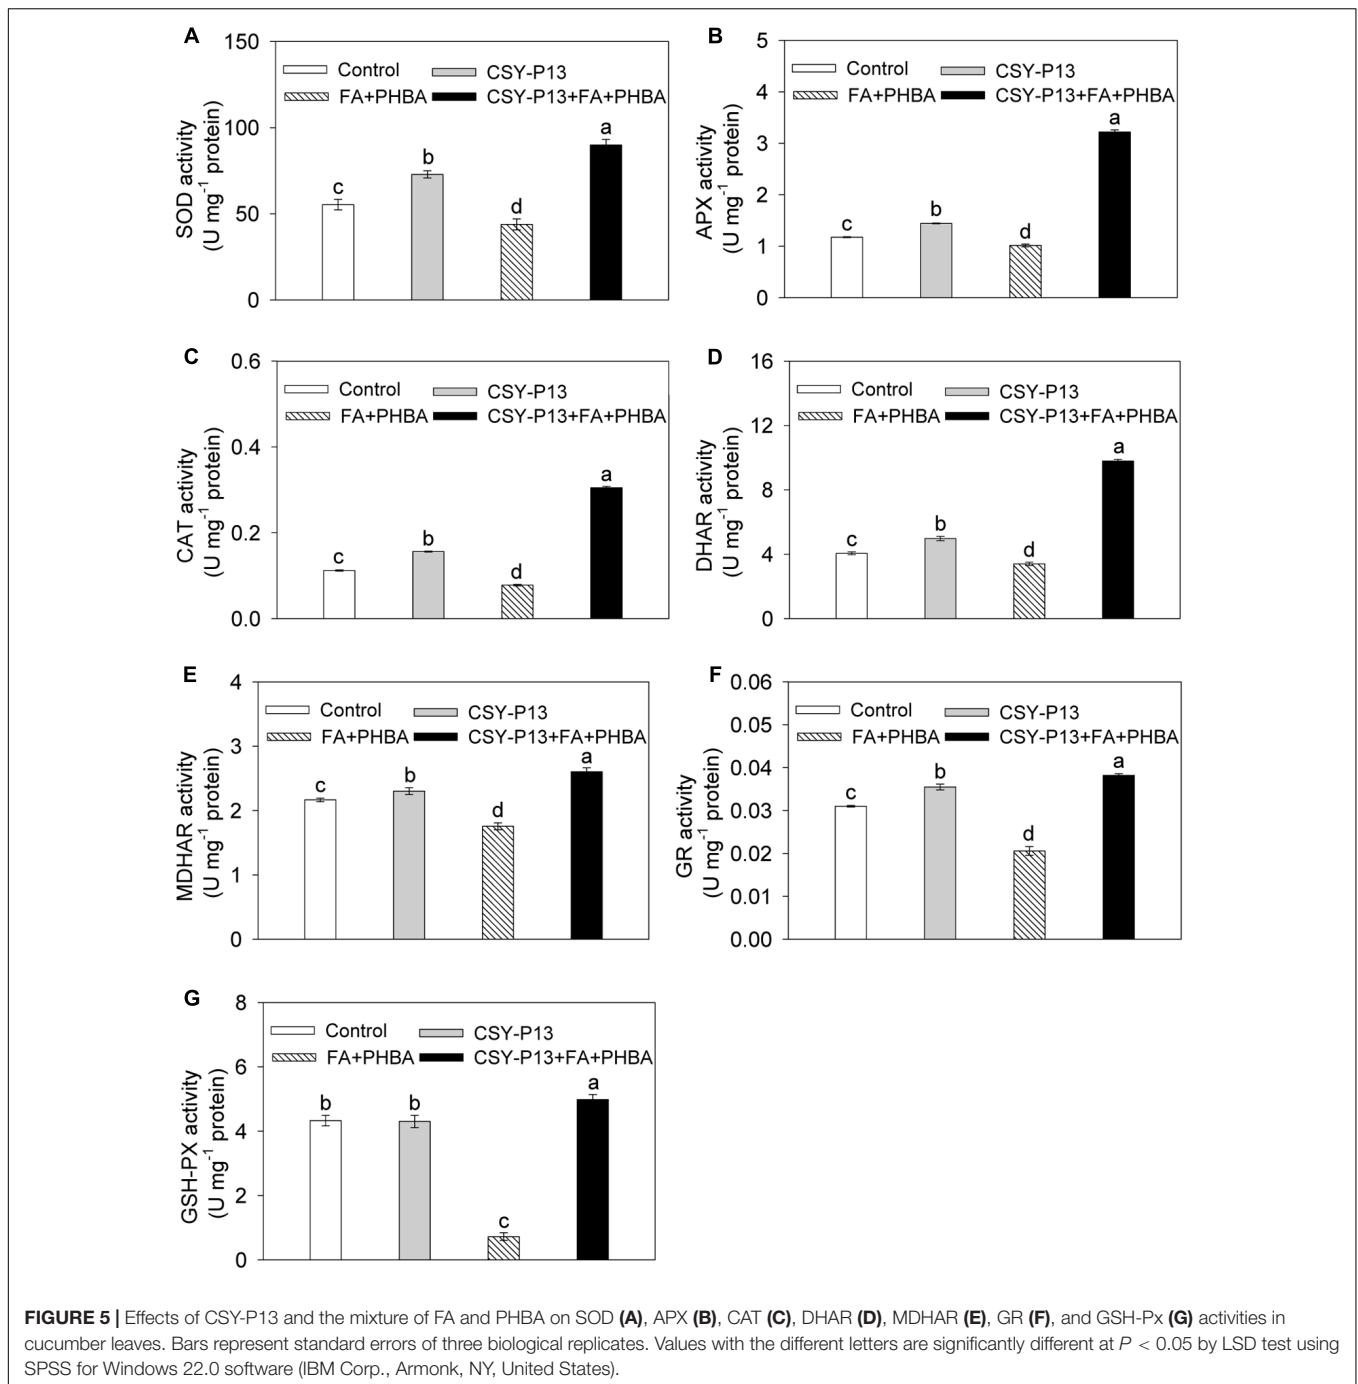 A
150
100
50
0
SOD activity
(U mg-1 protein)
Control
CSY-P13
FA+PHBA
CSY-P13+FA+PHBA
c
b
d
a
B
5
4
3
2
1
0
APX activity
(U mg-1 protein)
Control
CSY-P13
FA+PHBA
CSY-P13+FA+PHBA
c
b
d
a
C
0.6
0.4
0.2
0.0
CAT activity
(U mg-1 protein)
Control
CSY-P13
FA+PHBA
CSY-P13+FA+PHBA
c
b
d
a
D
16
12
8
4
0
DHAR activity
(U mg-1 protein)
Control
CSY-P13
FA+PHBA
CSY-P13+FA+PHBA
c
b
d
a
E
4
3
2
1
0
MDHAR activity
(U mg-1 protein)
Control
CSY-P13
FA+PHBA
CSY-P13+FA+PHBA
c
b
d
a
F
0.06
0.05
0.04
0.03
0.02
0.01
0.00
GR activity
(U mg-1 protein)
Control
CSY-P13
FA+PHBA
CSY-P13+FA+PHBA
c
b
d
a
G
8
6
4
2
0
GSH-PX activity
(U mg-1 protein)
Control
CSY-P13
FA+PHBA
CSY-P13+FA+PHBA
b
b
c
a
FIGURE 5 | Effects of CSY-P13 and the mixture of FA and PHBA on SOD (A), APX (B), CAT (C), DHAR (D), MDHAR (E), GR (F), and GSH-Px (G) activities in
cucumber leaves. Bars represent standard errors of three biological replicates. Values with the different letters are significantly different at P < 0.05 by LSD test using
SPSS for Windows 22.0 software (IBM Corp., Armonk, NY, United States).